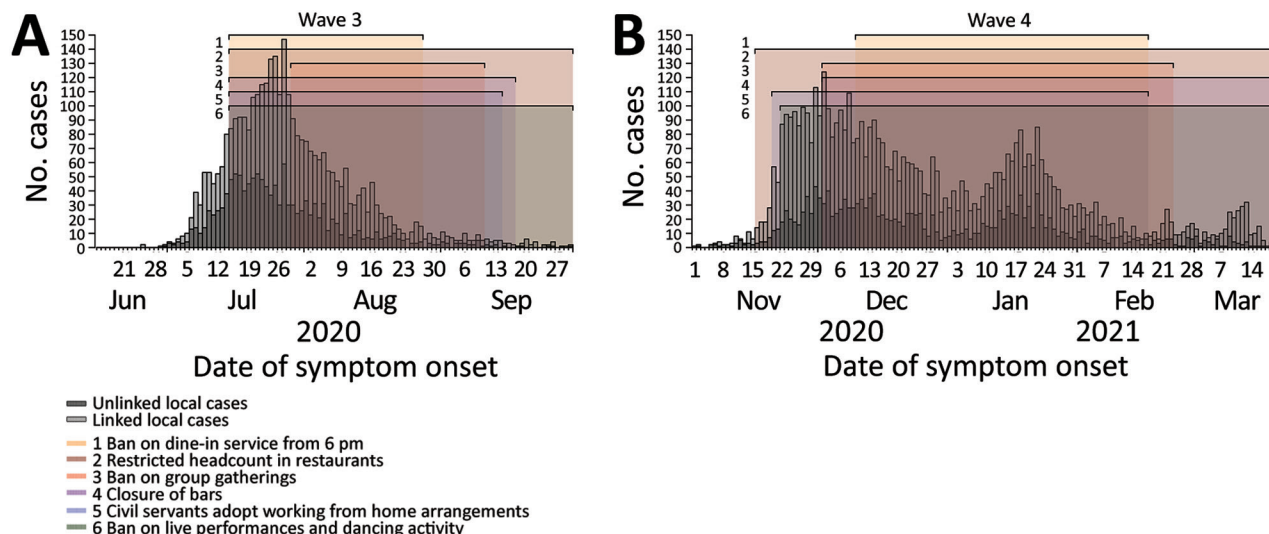 A
Wave 3
150
140
130
120
110
100
90
80
70
60
50
40
30
20
10
0
No. cases
1
2
3
4
5
6
21 28 5 12 19 26 2 9 16 23 30 6 13 20 27
Jun Jul Aug Sep
2020
Date of symptom onset
B
Wave 4
150
140
130
120
110
100
90
80
70
60
50
40
30
20
10
0
No. cases
1
2
3
4
5
6
1 8 15 22 29 6 13 20 27 3 10 17 24 31 7 14 21 28 7 14
Nov Dec Jan Feb Mar
2020 2021
Date of symptom onset
Unlinked local cases
Linked local cases
1 Ban on dine-in service from 6 pm
2 Restricted headcount in restaurants
3 Ban on group gatherings
4 Closure of bars
5 Civil servants adopt working from home arrangements
6 Ban on live performances and dancing activity